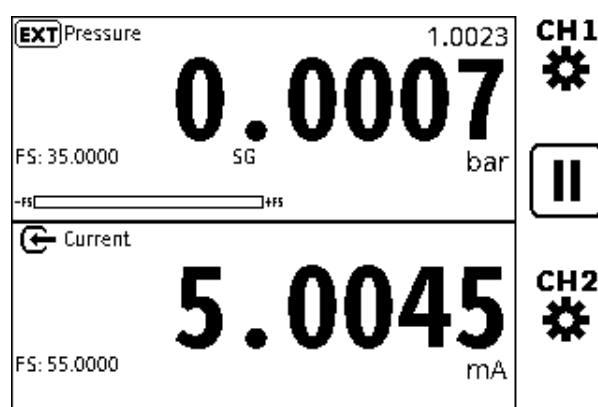 EXT Pressure 1.0023 CH1
0.0007
FS: 35.0000 SG bar
-FS +FS
Current
5.0045 CH2
FS: 55.0000 mA